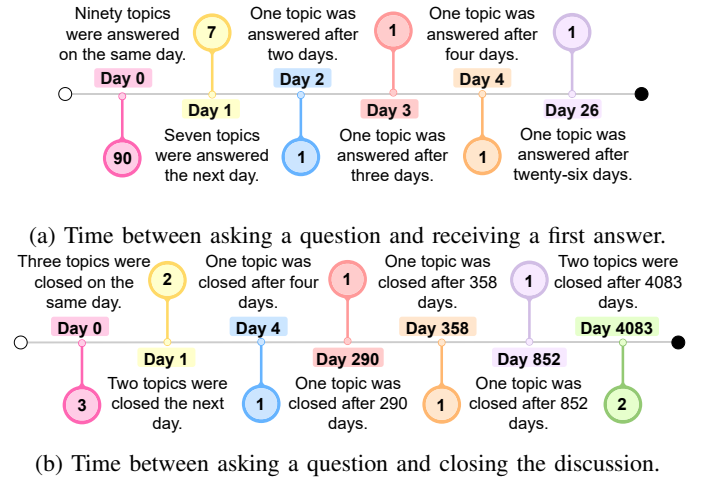 Ninety topics
were answered
on the same day.
7
One topic was
answered after
two days.
1
One topic was
answered after
four days.
1
Day 0
Day 2
Day 4
Day 1
Day 3
Day 26
90
Seven topics
were answered
the next day.
1
One topic was
answered after
three days.
1
One topic was
answered after
twenty-six days.
(a) Time between asking a question and receiving a first answer.
Three topics were
closed on the
same day.
2
One topic was
closed after four
days.
1
One topic was
closed after 358
days.
1
Two topics were
closed after 4083
days.
Day 0
Day 4
Day 358
Day 4083
Day 1
Day 290
Day 852
3
Two topics were
closed the next
day.
1
One topic was
closed after 290
days.
1
One topic was
closed after 852
days.
2
(b) Time between asking a question and closing the discussion.